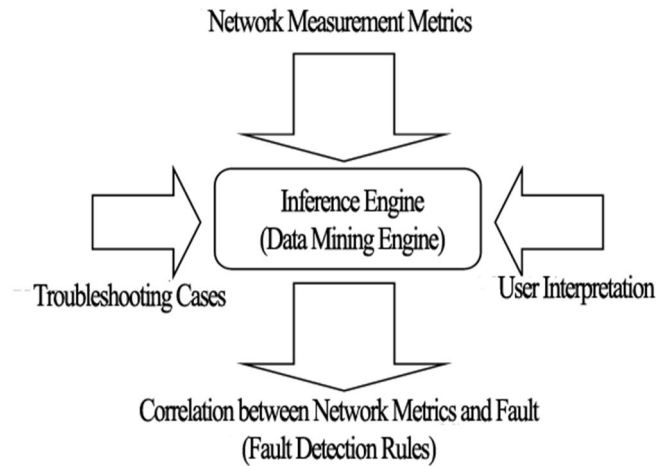 Network Measurement Metrics
Inference Engine
(Data Mining Engine)
Troubleshooting Cases
User Interpretation
Correlation between Network Metrics and Fault
(Fault Detection Rules)